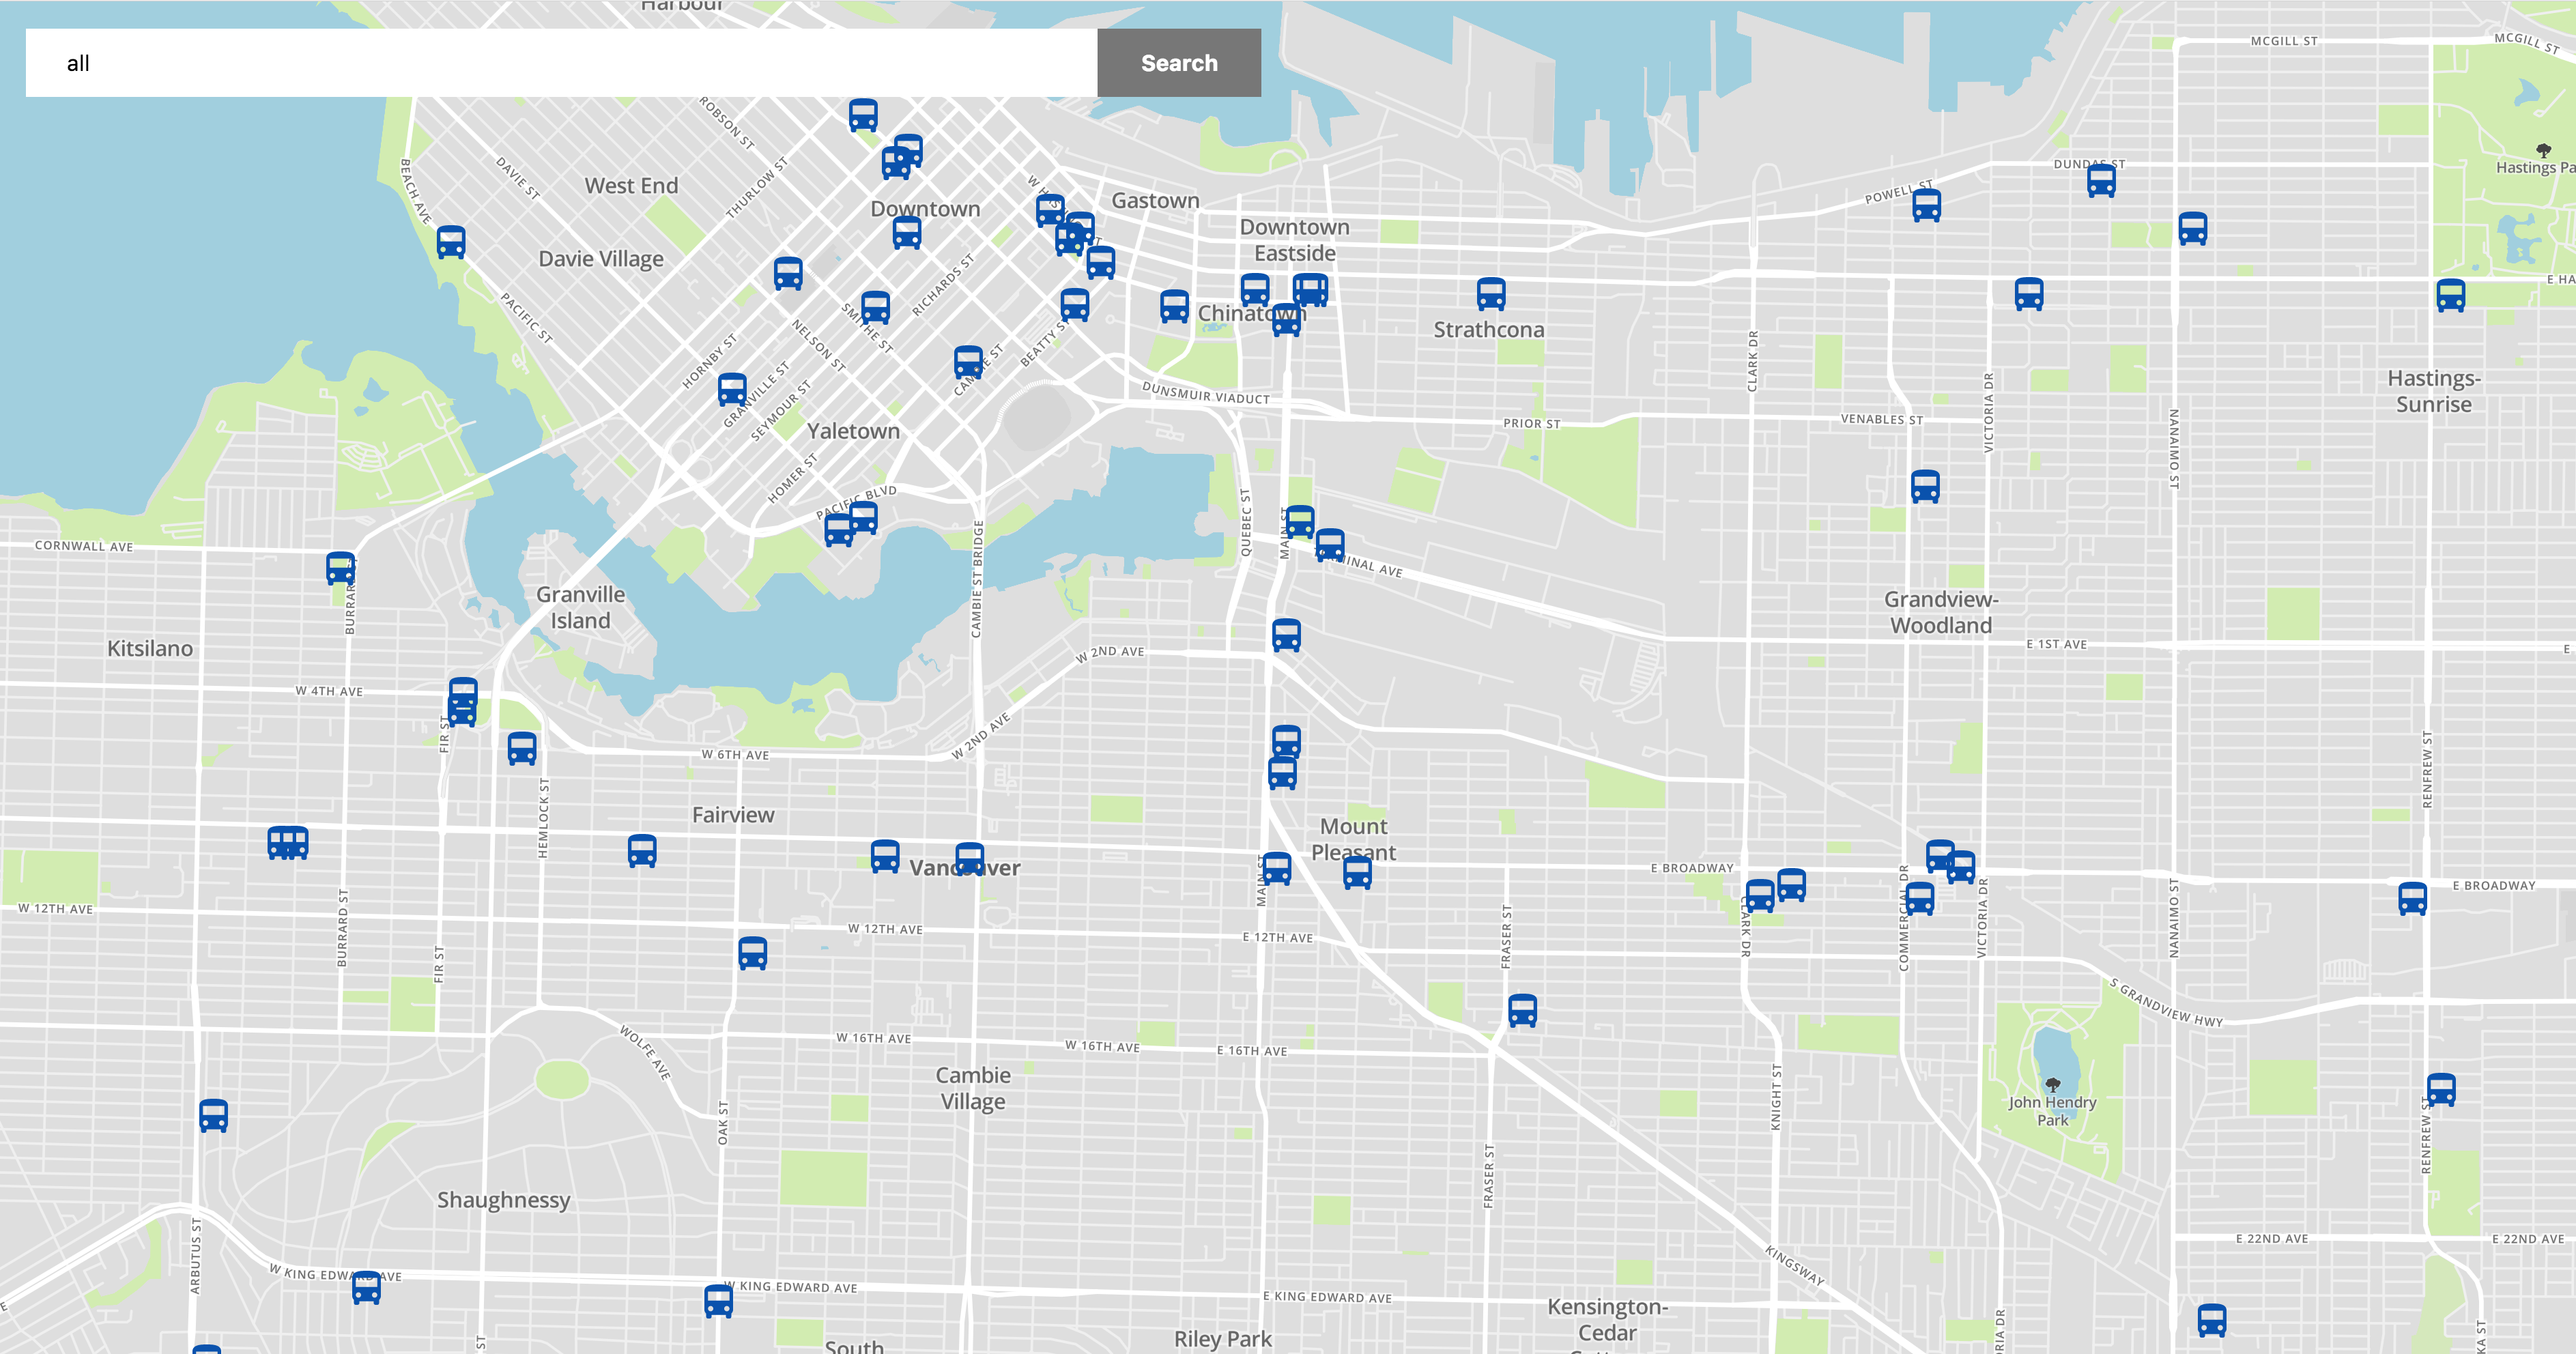 Harbour
all
Search
MCGILL ST
MCGILL ST
ROBSON ST
DAVIE ST
THURLOW ST
BEACH AVE
West End
Downtown
Gastown
Downtown
Eastside
POWELL ST
DUNDAS ST
Hastings Pa
Davie Village
PACIFIC ST
RICHARDS ST
SMITHE ST
NELSON ST
HORNBY ST
GRANVILLE ST
SEYMOUR ST
BEATTY ST
Chinatown
Strathcona
E HA
Hastings-
Sunrise
CLARK DR
VICTORIA DR
NANAIMO ST
DUNSMUIR VIADUCT
PRIOR ST
VENABLES ST
Yaletown
HOMER ST
PACIFIC BLVD
QUEBEC ST
MAIN ST
CAMBIE ST BRIDGE
CORNWALL AVE
Granville
Island
Kitsilano
Grandview-
Woodland
E 1ST AVE
E
W 2ND AVE
W 4TH AVE
FIR ST
W 2ND AVE
W 6TH AVE
HEMLOCK ST
RENFREW ST
Fairview
Mount
Pleasant
Vancouver
MAIN ST
E BROADWAY
E BROADWAY
CLARK DR
COMMERCIAL DR
VICTORIA DR
NANAIMO ST
W 12TH AVE
BURRARD ST
FIR ST
W 12TH AVE
E 12TH AVE
FRASER ST
S GRANDVIEW HWY
WOLFE AVE
W 16TH AVE
W 16TH AVE
E 16TH AVE
Cambie
Village
OAK ST
KNIGHT ST
John Hendry
Park
RENFREW ST
FRASER ST
Shaughnessy
ARBUTUS ST
W KING EDWARD AVE
W KING EDWARD AVE
E KING EDWARD AVE
KINGSWAY
E 22ND AVE
E 22ND AVE
Kensington-
Cedar
Riley Park
South
ST